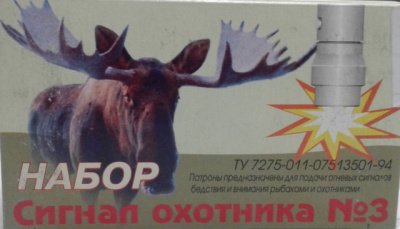 НАБОР
ТУ 7275-011-07513501-94
Патроны предназначены для подачи огневых сигналов
бедствия и внимания рыбаками и охотниками.
Сигнал охотника №3